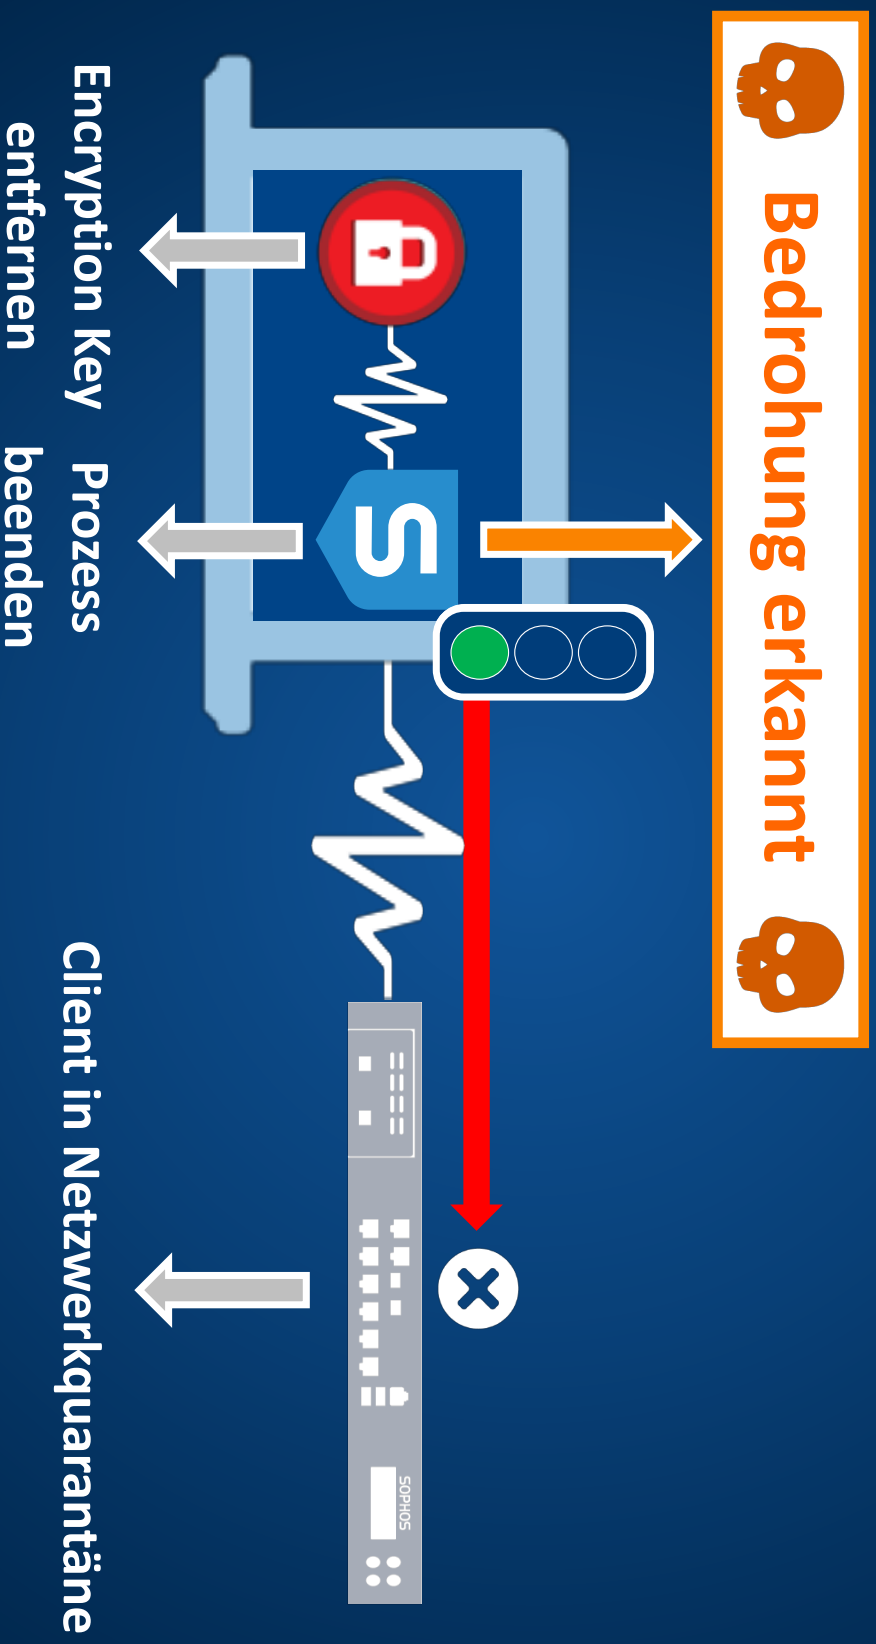 Bedrohung erkannt
S
SOPHOS
Encryption Key
entfernen
Prozess
beenden
Client in Netzwerkquarantäne